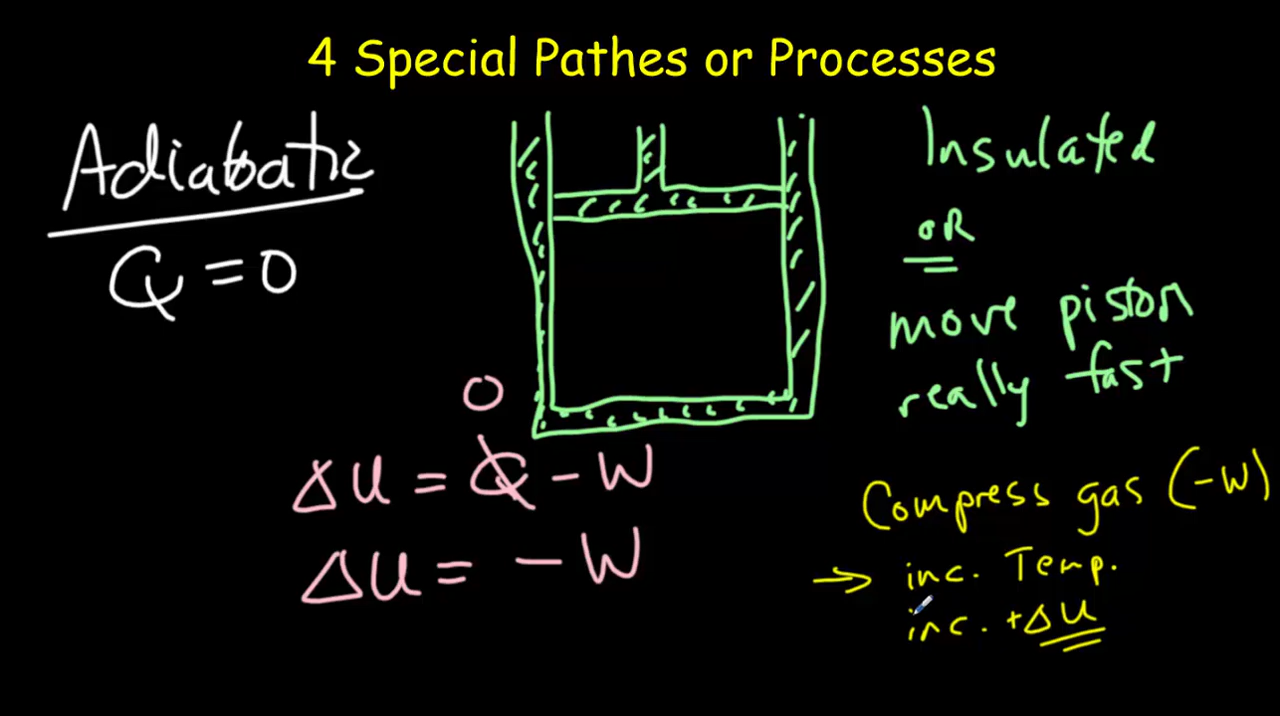 4 Special Pathes or Processes
Adiabatic
Q = 0
Insulated
OR
move piston
really fast
0
ΔU = Q - W
ΔU = - W
Compress gas (-W)
→ inc. Temp.
inc. +ΔU